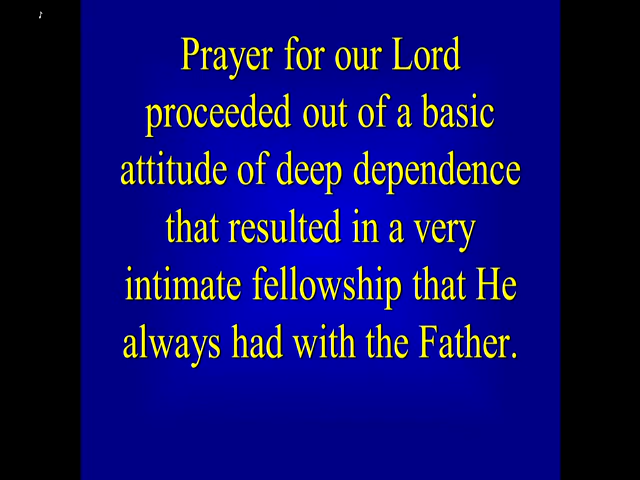 Prayer for our Lord
proceeded out of a basic
attitude of deep dependence
that resulted in a very
intimate fellowship that He
always had with the Father.